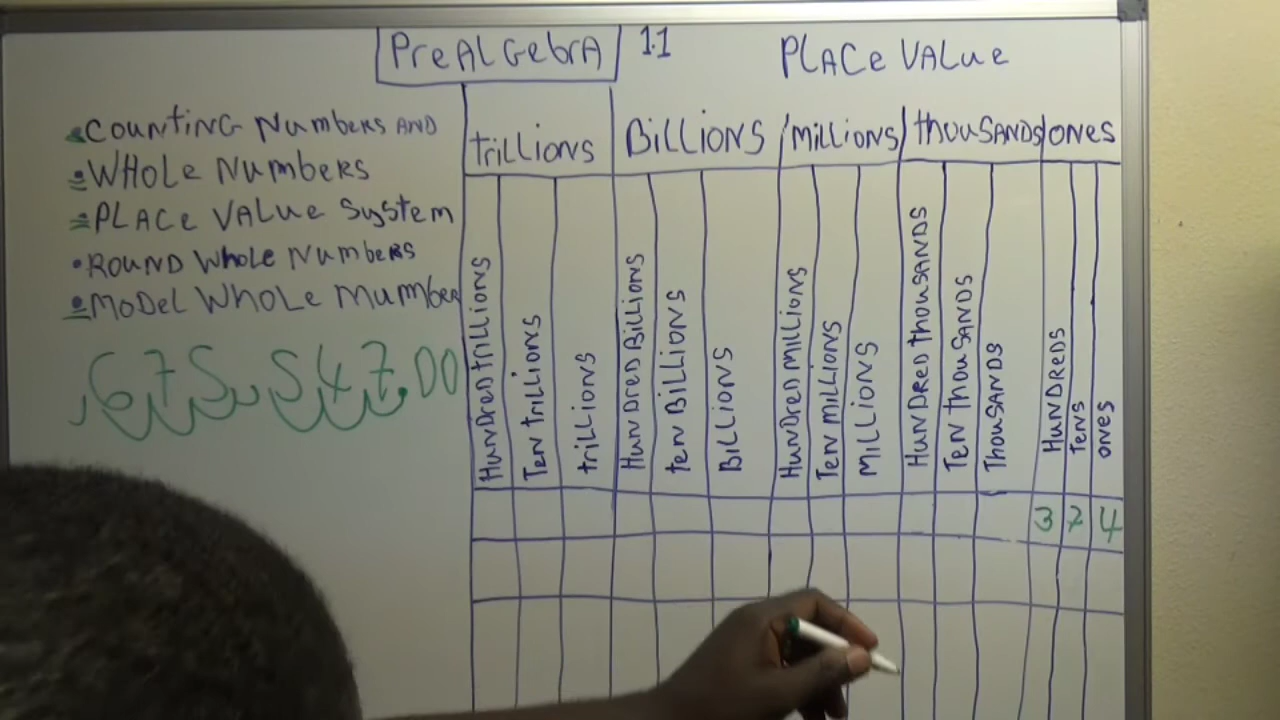 PreALGebrA 1.1 PLACe VALue
•COUNTiNG NumbeRS AND
•WHOLe NUMBERS
•PLACe VALue System
•ROUND Whole NumbeRS
•MODeL WHOLe Mumber
675,547.00
trillioNS BiLLiONS MiLLiONS thouSANDS ONeS
HuNDreD trillioNS
Ten trillioNS
trilliONS
HuNDreD BillioNS
ten BiLLiONS
BiLLiONS
HuNDreD MillioNS
Ten MillioNS
MiLLiONS
HuNDReD thouSANDS
TeN thouSANDS
ThouSANDS
HuNDReDS
TeNS
ONeS
3 7 4